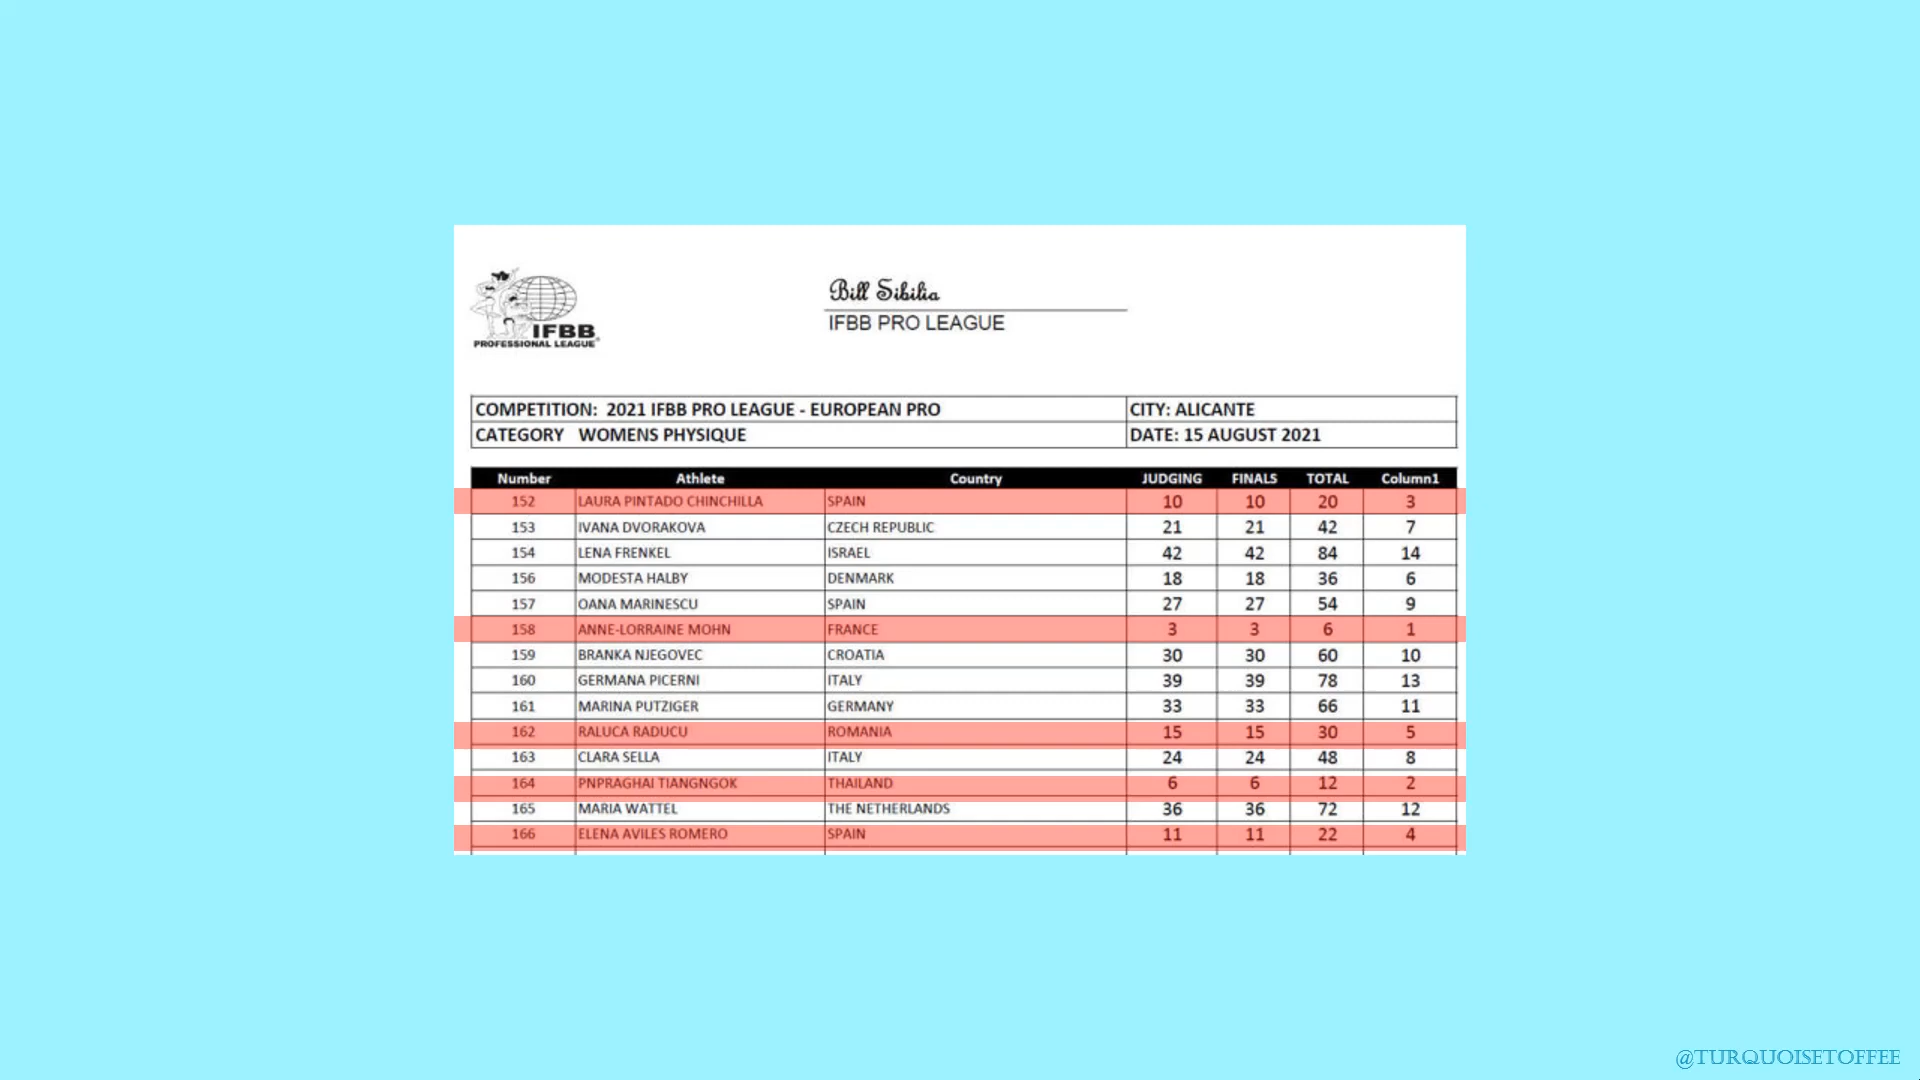 Bill Sibilia
IFBB PRO LEAGUE
IFBB
PROFESSIONAL LEAGUE
COMPETITION: 2021 IFBB PRO LEAGUE - EUROPEAN PRO CITY: ALICANTE
CATEGORY WOMENS PHYSIQUE DATE: 15 AUGUST 2021
Number Athlete Country JUDGING FINALS TOTAL Column1
152 LAURA PINTADO CHINCHILLA SPAIN 10 10 20 3
153 IVANA DVORAKOVA CZECH REPUBLIC 21 21 42 7
154 LENA FRENKEL ISRAEL 42 42 84 14
156 MODESTA HALBY DENMARK 18 18 36 6
157 OANA MARINESCU SPAIN 27 27 54 9
158 ANNE-LORRAINE MOHN FRANCE 3 3 6 1
159 BRANKA NJEGOVEC CROATIA 30 30 60 10
160 GERMANA PICERNI ITALY 39 39 78 13
161 MARINA PUTZIGER GERMANY 33 33 66 11
162 RALUCA RADUCU ROMANIA 15 15 30 5
163 CLARA SELLA ITALY 24 24 48 8
164 PNPRAGHAI TIANGNGOK THAILAND 6 6 12 2
165 MARIA WATTEL THE NETHERLANDS 36 36 72 12
166 ELENA AVILES ROMERO SPAIN 11 11 22 4
@TURQUOISETOFFEE